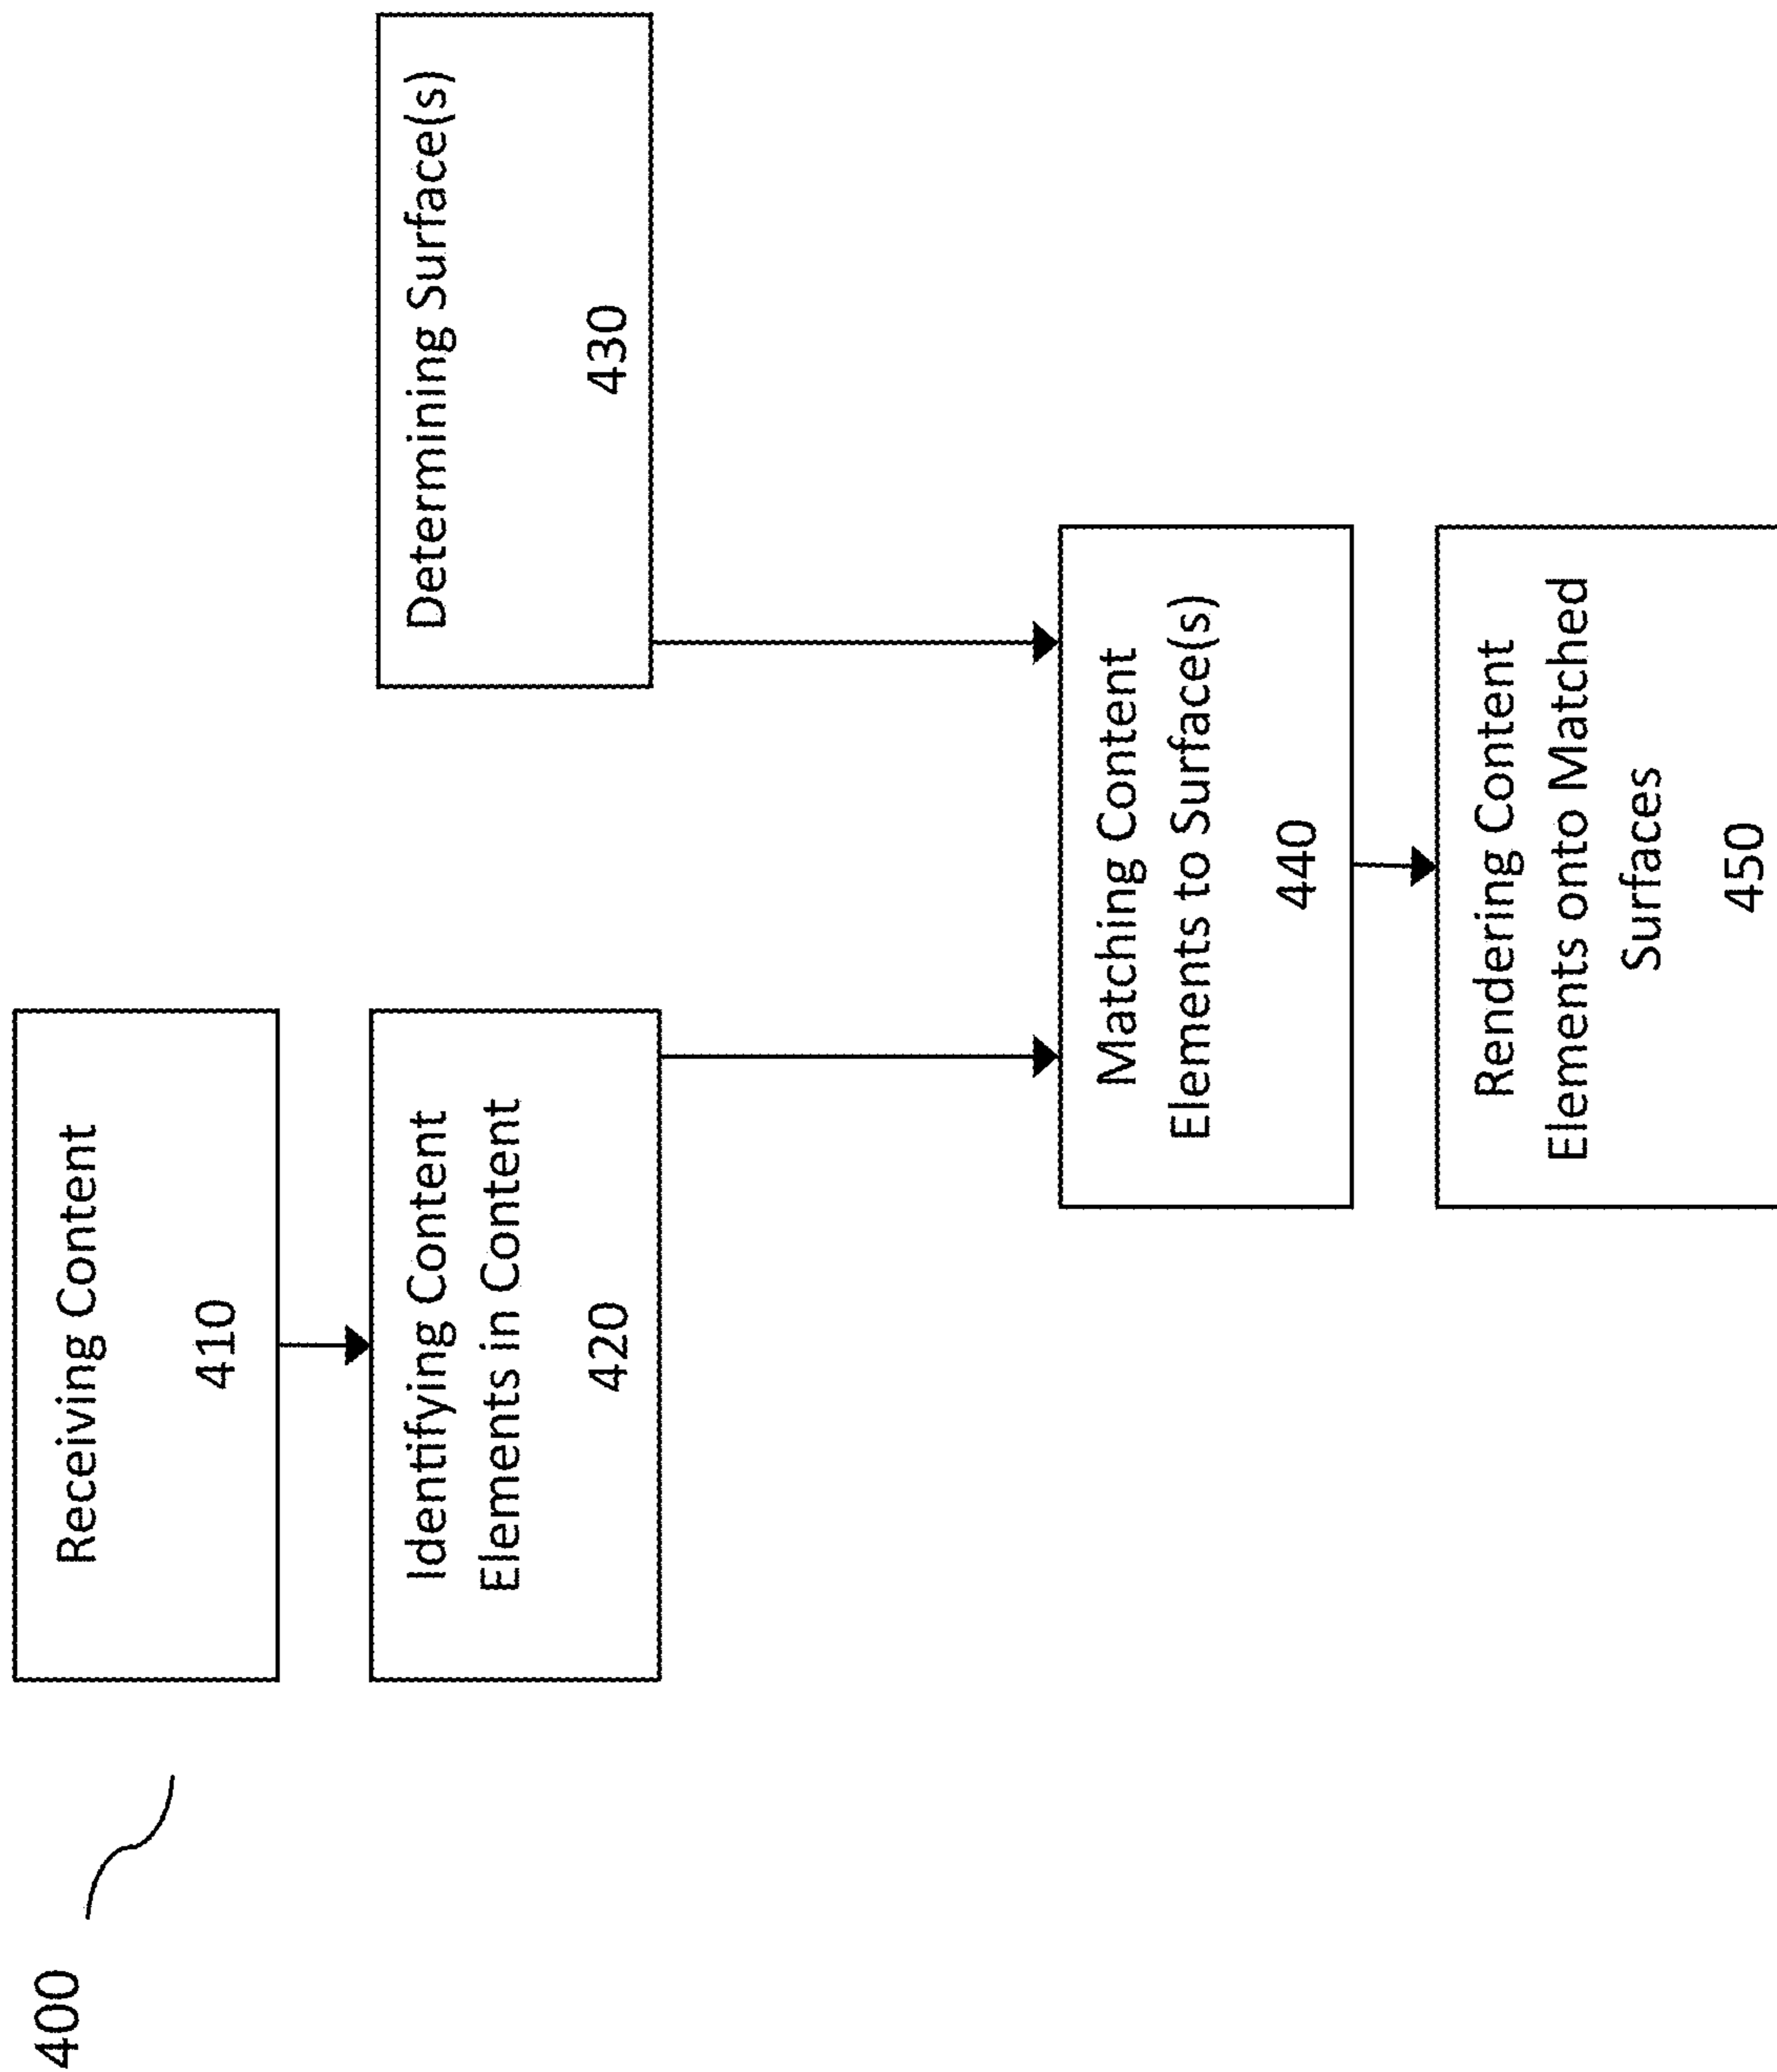 400
Receiving Content
410
Identifying Content
Elements in Content
420
Determining Surface(s)
430
Matching Content
Elements to Surface(s)
440
Rendering Content
Elements onto Matched
Surfaces
450